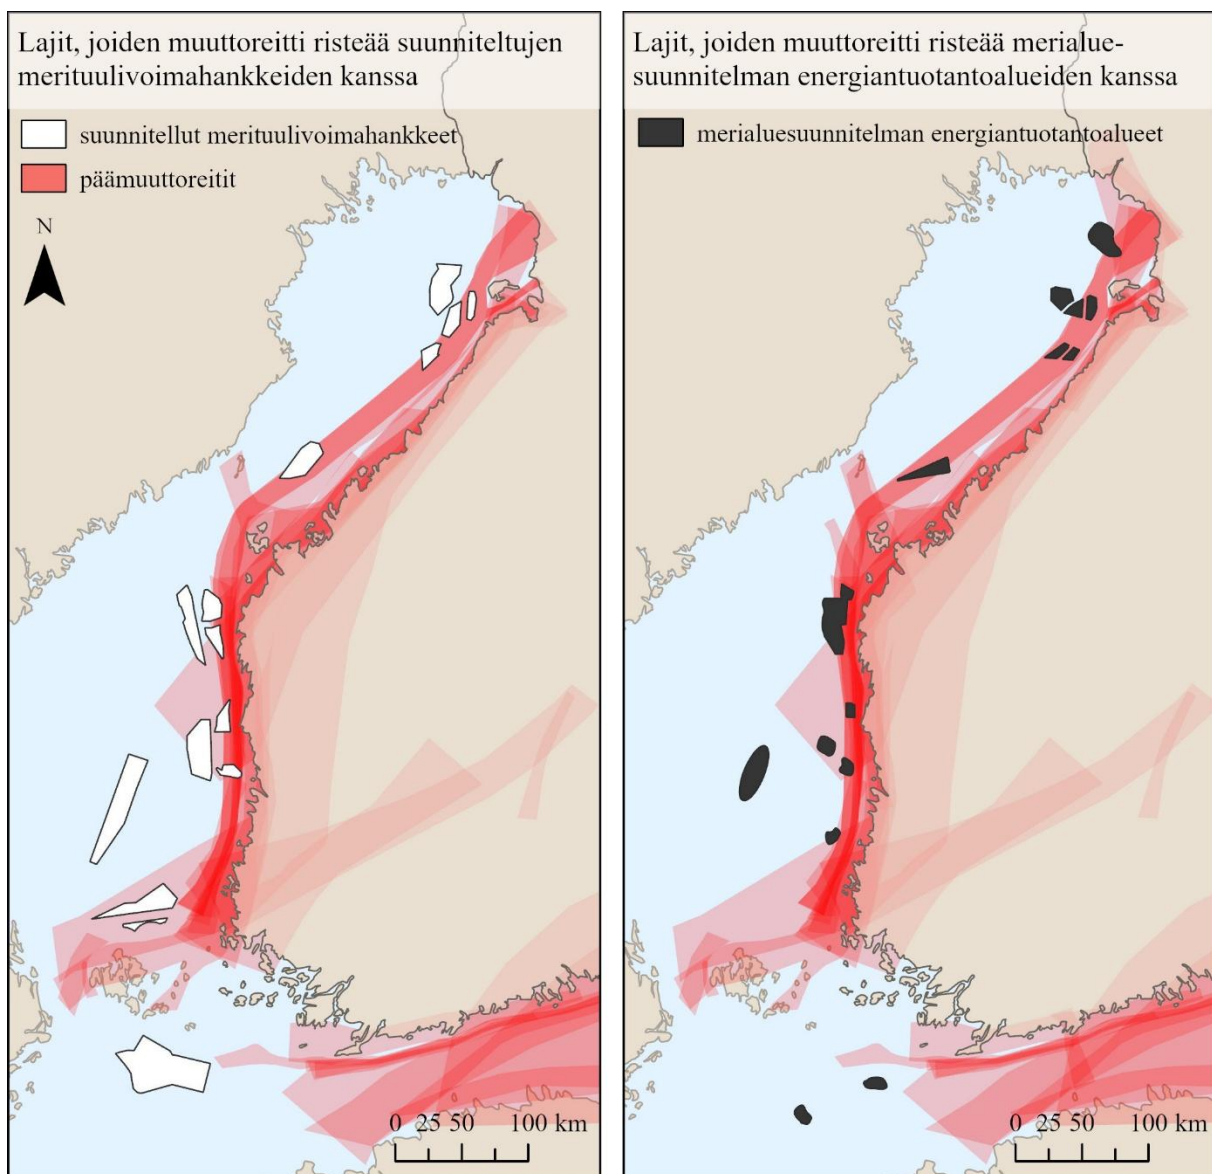 Lajit, joiden muuttoreitti risteää suunniteltujen
merituulivoimahankkeiden kanssa
suunnitellut merituulivoimahankkeet
päämuuttoreitit
N
0 25 50 100 km
Lajit, joiden muuttoreitti risteää merialue-
suunnitelman energiantuotantoalueiden kanssa
merialuesuunnitelman energiantuotantoalueet
0 25 50 100 km